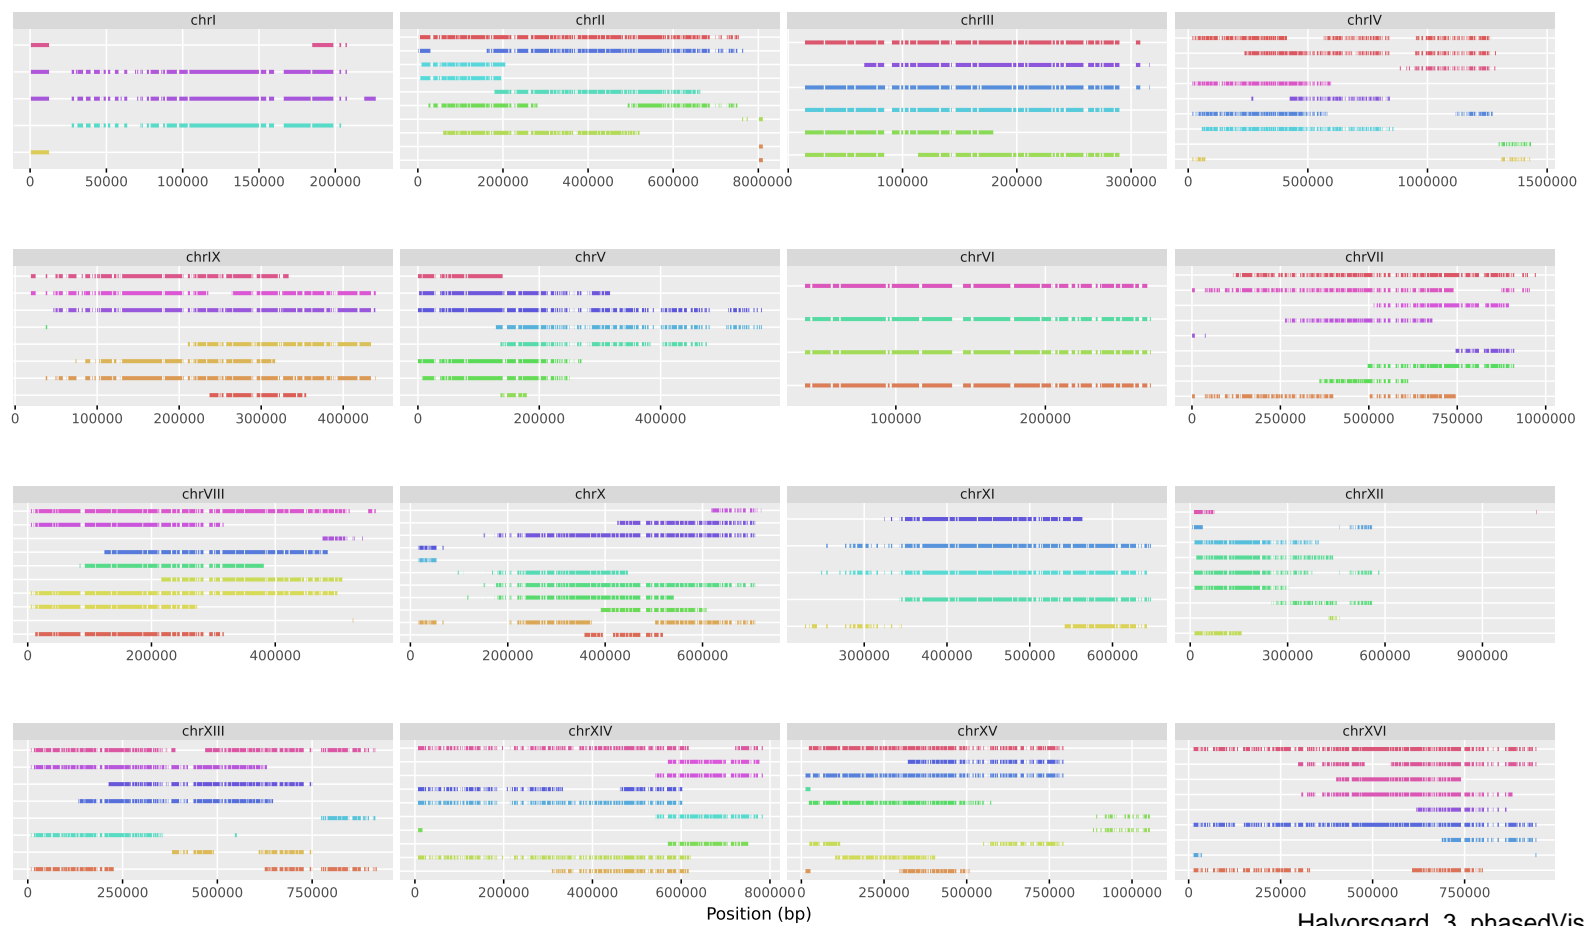 chrI chrII chrIII chrIV
0 50000 100000 150000 200000 0 200000 400000 600000 800000 100000 200000 300000 0 500000 1000000 1500000
chrIX chrV chrVI chrVII
0 100000 200000 300000 400000 0 200000 400000 100000 200000 0 250000 500000 750000 1000000
chrVIII chrX chrXI chrXII
0 200000 400000 0 200000 400000 600000 300000 400000 500000 600000 0 300000 600000 900000
chrXIII chrXIV chrXV chrXVI
0 250000 500000 750000 0 200000 400000 600000 800000 0 250000 500000 750000 1000000 0 250000 500000 750000
Position (bp)
Halvorsgard_3_phasedVis